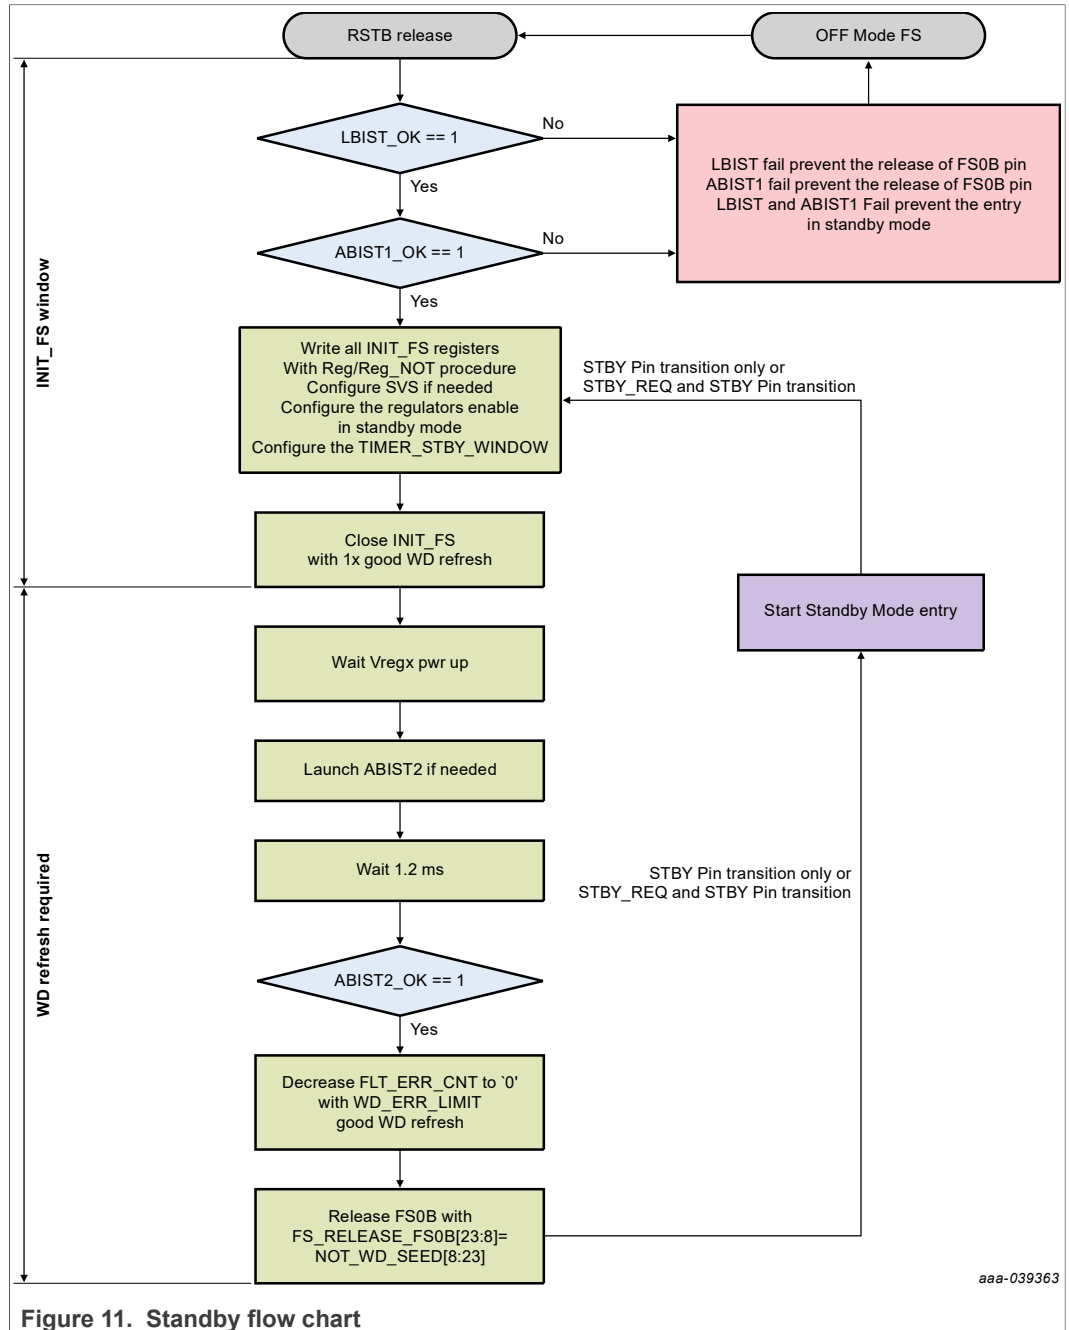 RSTB release
OFF Mode FS
LBIST_OK == 1
No
Yes
LBIST fail prevent the release of FS0B pin
ABIST1 fail prevent the release of FS0B pin
LBIST and ABIST1 Fail prevent the entry
in standby mode
ABIST1_OK == 1
No
Yes
INIT_FS window
Write all INIT_FS registers
With Reg/Reg_NOT procedure
Configure SVS if needed
Configure the regulators enable
in standby mode
Configure the TIMER_STBY_WINDOW
STBY Pin transition only or
STBY_REQ and STBY Pin transition
Close INIT_FS
with 1x good WD refresh
Start Standby Mode entry
Wait Vregx pwr up
Launch ABIST2 if needed
Wait 1.2 ms
STBY Pin transition only or
STBY_REQ and STBY Pin transition
WD refresh required
ABIST2_OK == 1
Yes
Decrease FLT_ERR_CNT to `0'
with WD_ERR_LIMIT
good WD refresh
Release FS0B with
FS_RELEASE_FS0B[23:8]=
NOT_WD_SEED[8:23]
aaa-039363
Figure 11. Standby flow chart